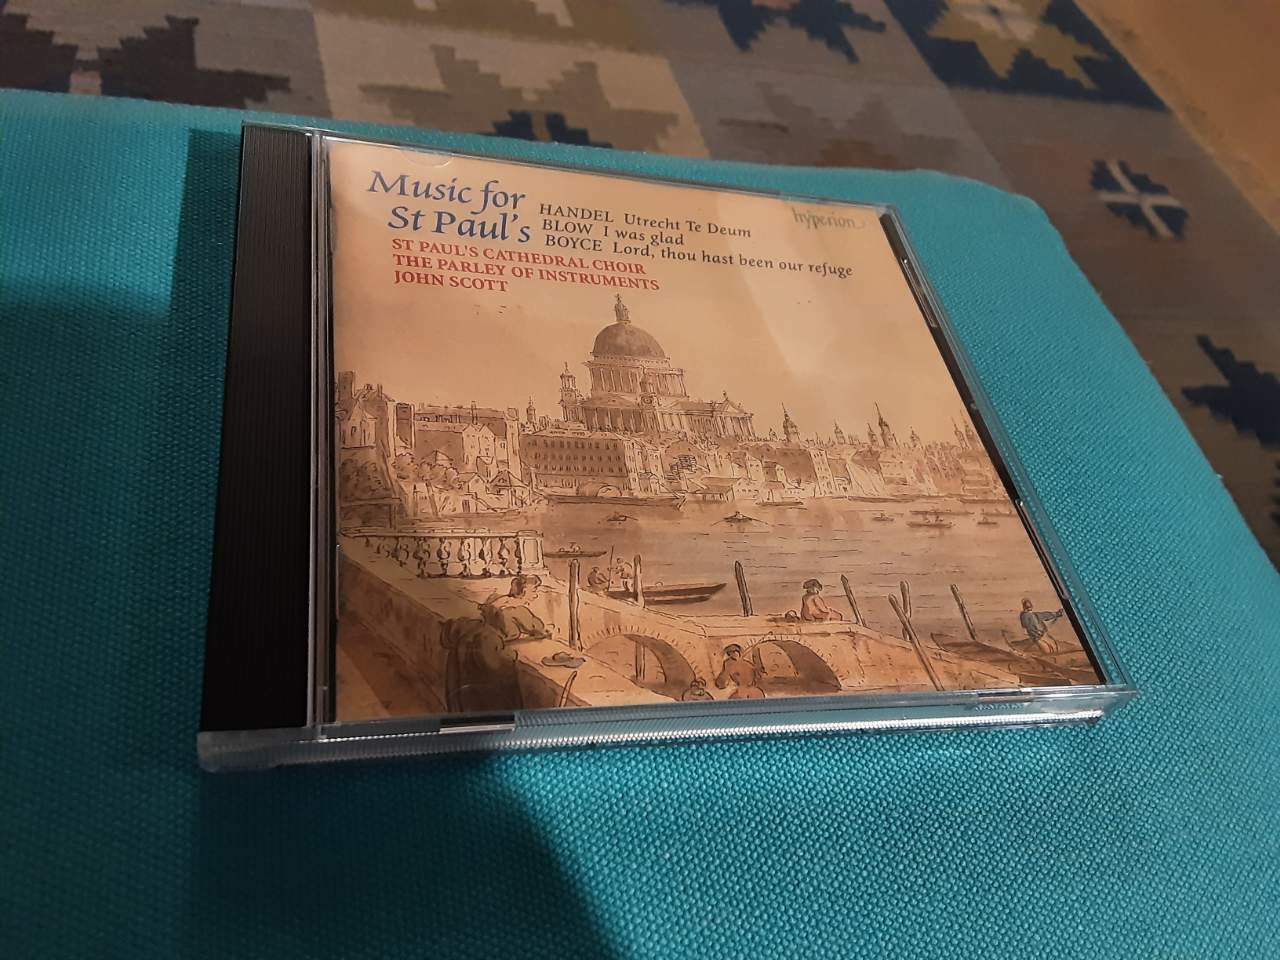 Music for
St Paul's
HANDEL Utrecht Te Deum
BLOW I was glad
BOYCE Lord, thou hast been our refuge
hyperion
ST PAUL'S CATHEDRAL CHOIR
THE PARLEY OF INSTRUMENTS
JOHN SCOTT